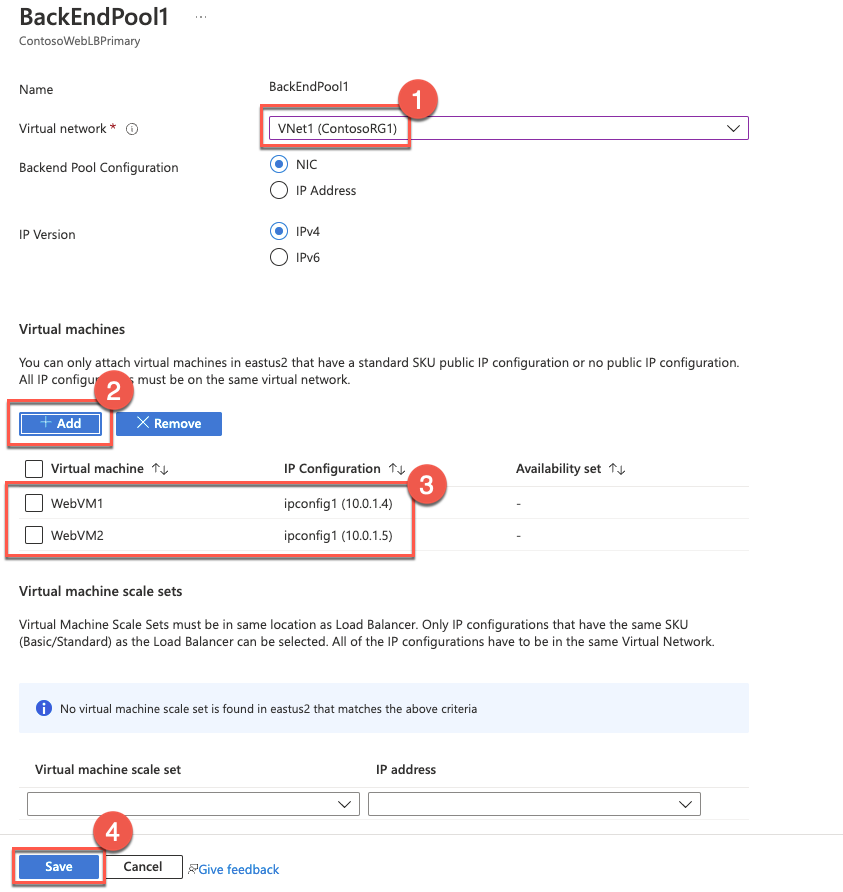 BackEndPool1 ...
ContosoWebLBPrimary
Name BackEndPool1
1
Virtual network * VNet1 (ContosoRG1)
Backend Pool Configuration NIC
IP Address
IP Version IPv4
IPv6
Virtual machines
You can only attach virtual machines in eastus2 that have a standard SKU public IP configuration or no public IP configuration.
All IP configur s must be on the same virtual network.
2
+ Add Remove
Virtual machine ↑↓ IP Configuration ↑↓ Availability set ↑↓
3
WebVM1 ipconfig1 (10.0.1.4) -
WebVM2 ipconfig1 (10.0.1.5) -
Virtual machine scale sets
Virtual Machine Scale Sets must be in same location as Load Balancer. Only IP configurations that have the same SKU
(Basic/Standard) as the Load Balancer can be selected. All of the IP configurations have to be in the same Virtual Network.
No virtual machine scale set is found in eastus2 that matches the above criteria
Virtual machine scale set IP address
4
Save Cancel Give feedback